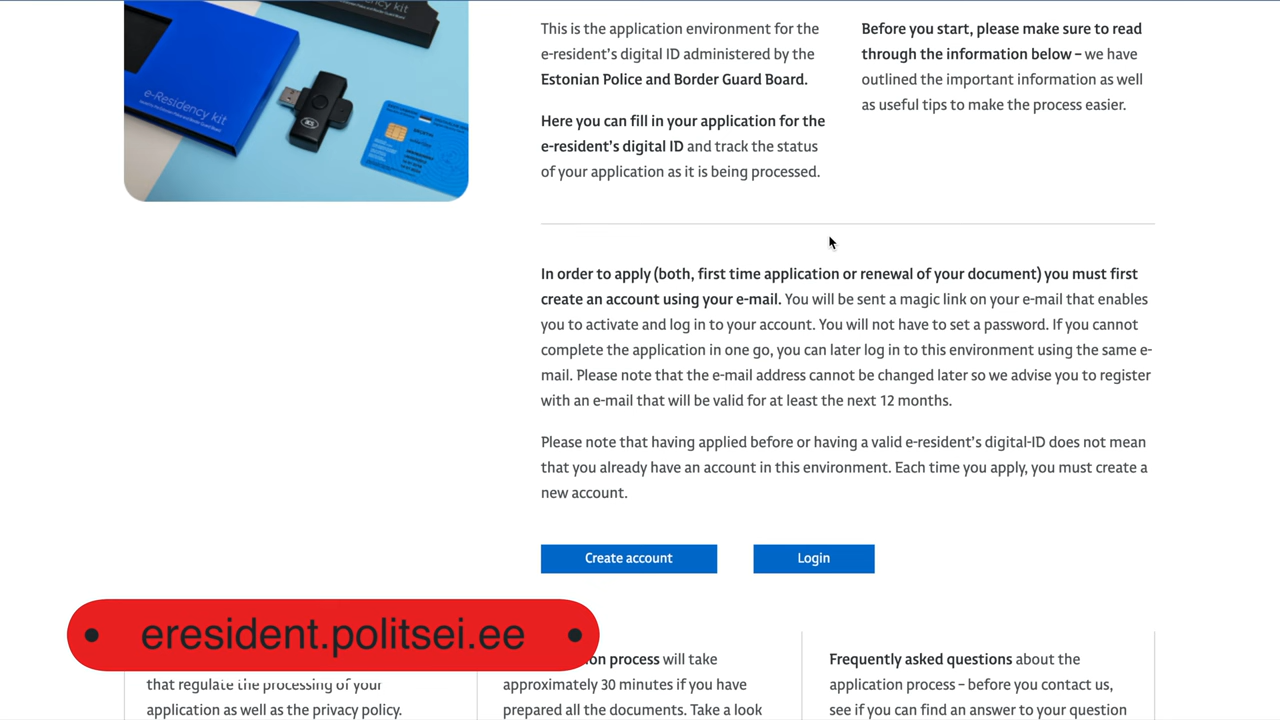 kit
e-Residency kit
This is the application environment for the
e-resident's digital ID administered by the
Estonian Police and Border Guard Board.
Here you can fill in your application for the
e-resident's digital ID and track the status
of your application as it is being processed.
Before you start, please make sure to read
through the information below – we have
outlined the important information as well
as useful tips to make the process easier.
In order to apply (both, first time application or renewal of your document) you must first
create an account using your e-mail. You will be sent a magic link on your e-mail that enables
you to activate and log in to your account. You will not have to set a password. If you cannot
complete the application in one go, you can later log in to this environment using the same e-
mail. Please note that the e-mail address cannot be changed later so we advise you to register
with an e-mail that will be valid for at least the next 12 months.
Please note that having applied before or having a valid e-resident's digital-ID does not mean
that you already have an account in this environment. Each time you apply, you must create a
new account.
Create account
Login
eresident.politsei.ee
that regulate the processing of your
application as well as the privacy policy.
on process will take
approximately 30 minutes if you have
prepared all the documents. Take a look
Frequently asked questions about the
application process – before you contact us,
see if you can find an answer to your question